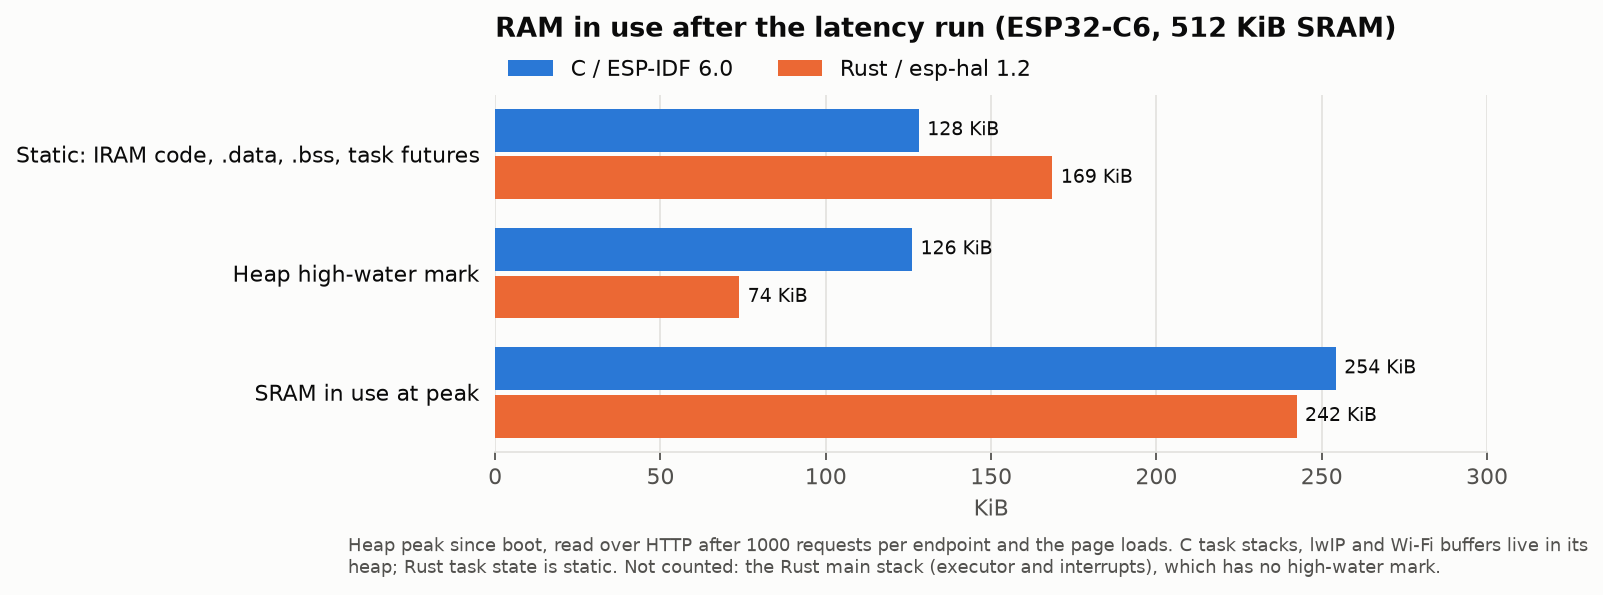 RAM in use after the latency run (ESP32-C6, 512 KiB SRAM)
C / ESP-IDF 6.0
Rust / esp-hal 1.2
Static: IRAM code, .data, .bss, task futures
128 KiB
169 KiB
Heap high-water mark
126 KiB
74 KiB
SRAM in use at peak
254 KiB
242 KiB
0 50 100 150 200 250 300
KiB
Heap peak since boot, read over HTTP after 1000 requests per endpoint and the page loads. C task stacks, lwIP and Wi-Fi buffers live in its
heap; Rust task state is static. Not counted: the Rust main stack (executor and interrupts), which has no high-water mark.